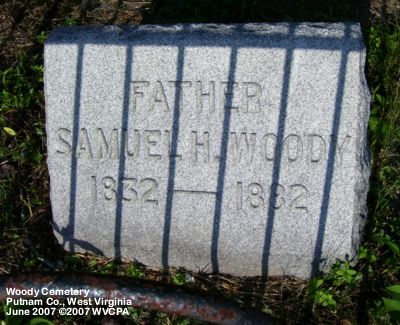 FATHER
SAMUEL H. WOODY
1832 — 1882
Woody Cemetery
Putnam Co., West Virginia
June 2007 ©2007 WVCPA